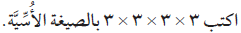 اكتب ٣ × ٣ × ٣ × ٣ بالصيغة الأُسِّيَّة.